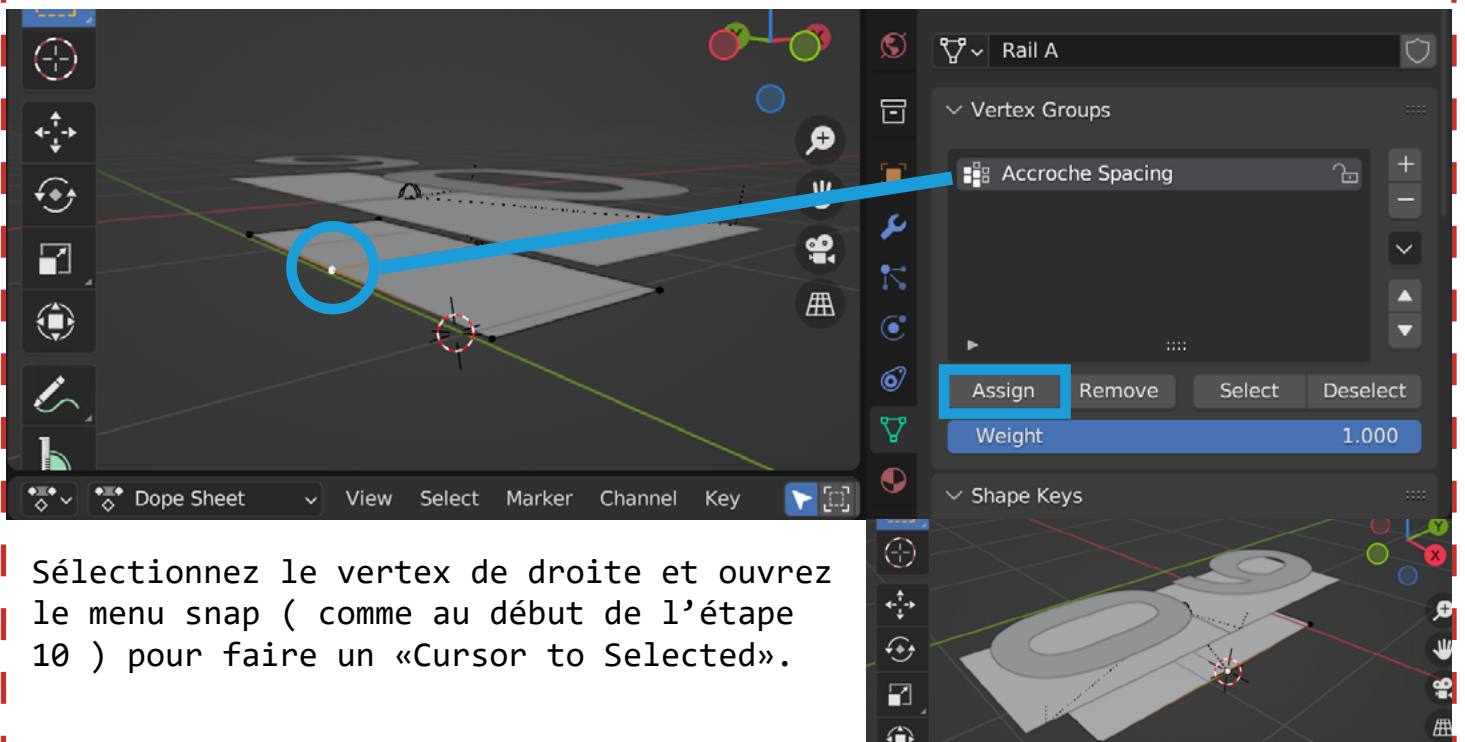 Rail A
Vertex Groups
Accroche Spacing
Assign Remove Select Deselect
Weight 1.000
Dope Sheet View Select Marker Channel Key
Shape Keys
Y
X
Sélectionnez le vertex de droite et ouvrez
le menu snap ( comme au début de l’étape
10 ) pour faire un «Cursor to Selected».